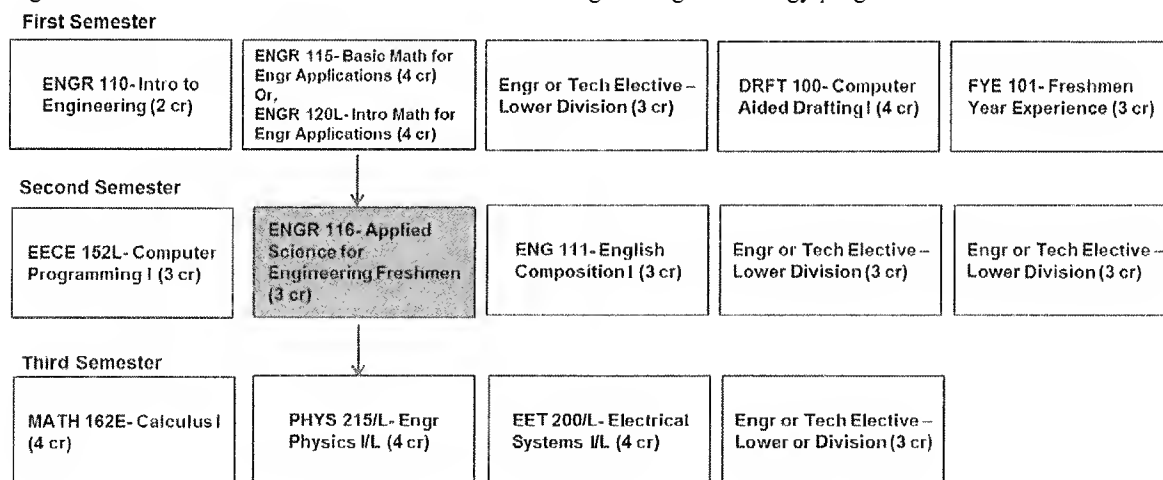 First Semester
ENGR 110- Intro to
Engineering (2 cr)
ENGR 115- Basic Math for
Engr Applications (4 cr)
Or,
ENGR 120L- Intro Math for
Engr Applications (4 cr)
Engr or Tech Elective –
Lower Division (3 cr)
DRFT 100- Computer
Aided Drafting I (4 cr)
FYE 101- Freshmen
Year Experience (3 cr)
Second Semester
EECE 152L- Computer
Programming I (3 cr)
ENGR 116- Applied
Science for
Engineering Freshmen
(3 cr)
ENG 111- English
Composition I (3 cr)
Engr or Tech Elective –
Lower Division (3 cr)
Engr or Tech Elective –
Lower Division (3 cr)
Third Semester
MATH 162E- Calculus I
(4 cr)
PHYS 215/L- Engr
Physics I/L (4 cr)
EET 200/L- Electrical
Systems I/L (4 cr)
Engr or Tech Elective –
Lower or Division (3 cr)